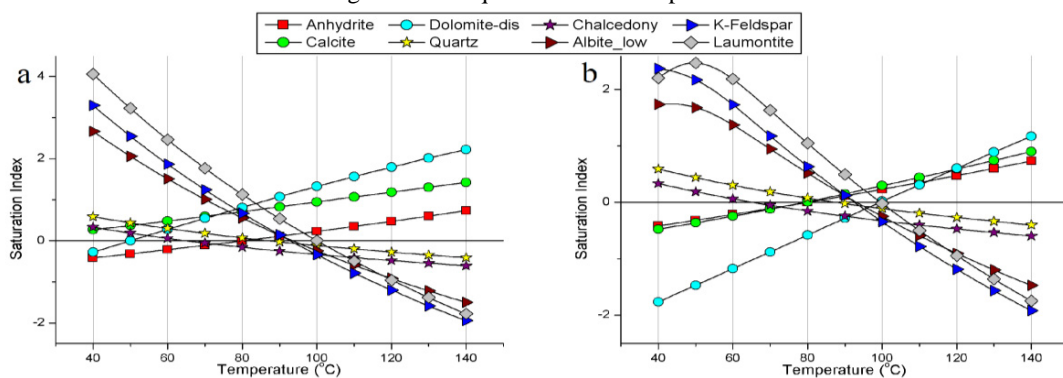 Anhydrite Dolomite-dis Chalcedony K-Feldspar
Calcite Quartz Albite_low Laumontite
a
4
2
0
-2
Saturation Index
40 60 80 100 120 140
Temperature (°C)
b
2
0
-2
Saturation Index
40 60 80 100 120 140
Temperature (°C)